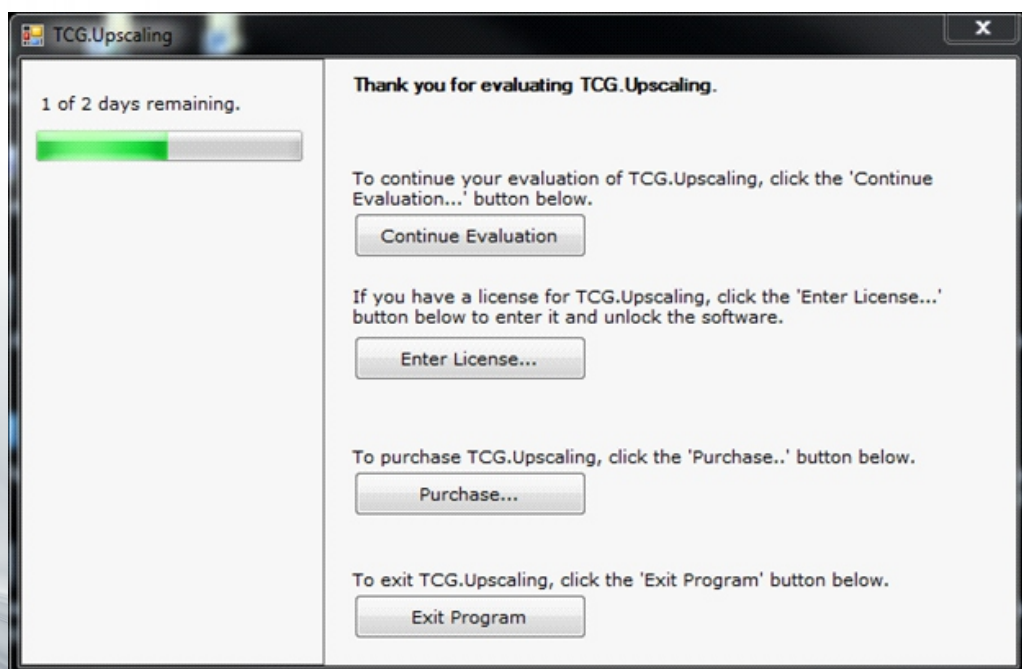 TCG.Upscaling
x
1 of 2 days remaining.
Thank you for evaluating TCG.Upscaling.
To continue your evaluation of TCG.Upscaling, click the 'Continue
Evaluation...' button below.
Continue Evaluation
If you have a license for TCG.Upscaling, click the 'Enter License...'
button below to enter it and unlock the software.
Enter License...
To purchase TCG.Upscaling, click the 'Purchase..' button below.
Purchase...
To exit TCG.Upscaling, click the 'Exit Program' button below.
Exit Program